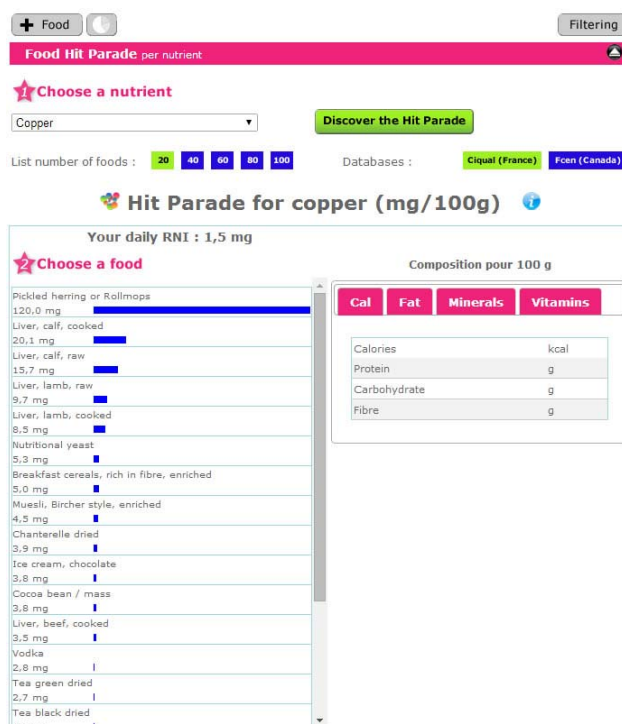 + Food
Filtering
Food Hit Parade per nutrient
1 Choose a nutrient
Copper
Discover the Hit Parade
List number of foods : 20 40 60 80 100
Databases : Ciqual (France) Fcen (Canada)
Hit Parade for copper (mg/100g)
Your daily RNI : 1,5 mg
2 Choose a food
Composition pour 100 g
Pickled herring or Rollmops
120,0 mg
Liver, calf, cooked
20,1 mg
Liver, calf, raw
15,7 mg
Liver, lamb, raw
9,7 mg
Liver, lamb, cooked
8,5 mg
Nutritional yeast
5,3 mg
Breakfast cereals, rich in fibre, enriched
5,0 mg
Muesli, Bircher style, enriched
4,5 mg
Chanterelle dried
3,9 mg
Ice cream, chocolate
3,8 mg
Cocoa bean / mass
3,8 mg
Liver, beef, cooked
3,5 mg
Vodka
2,8 mg
Tea green dried
2,7 mg
Tea black dried
Cal Fat Minerals Vitamins
Calories kcal
Protein g
Carbohydrate g
Fibre g